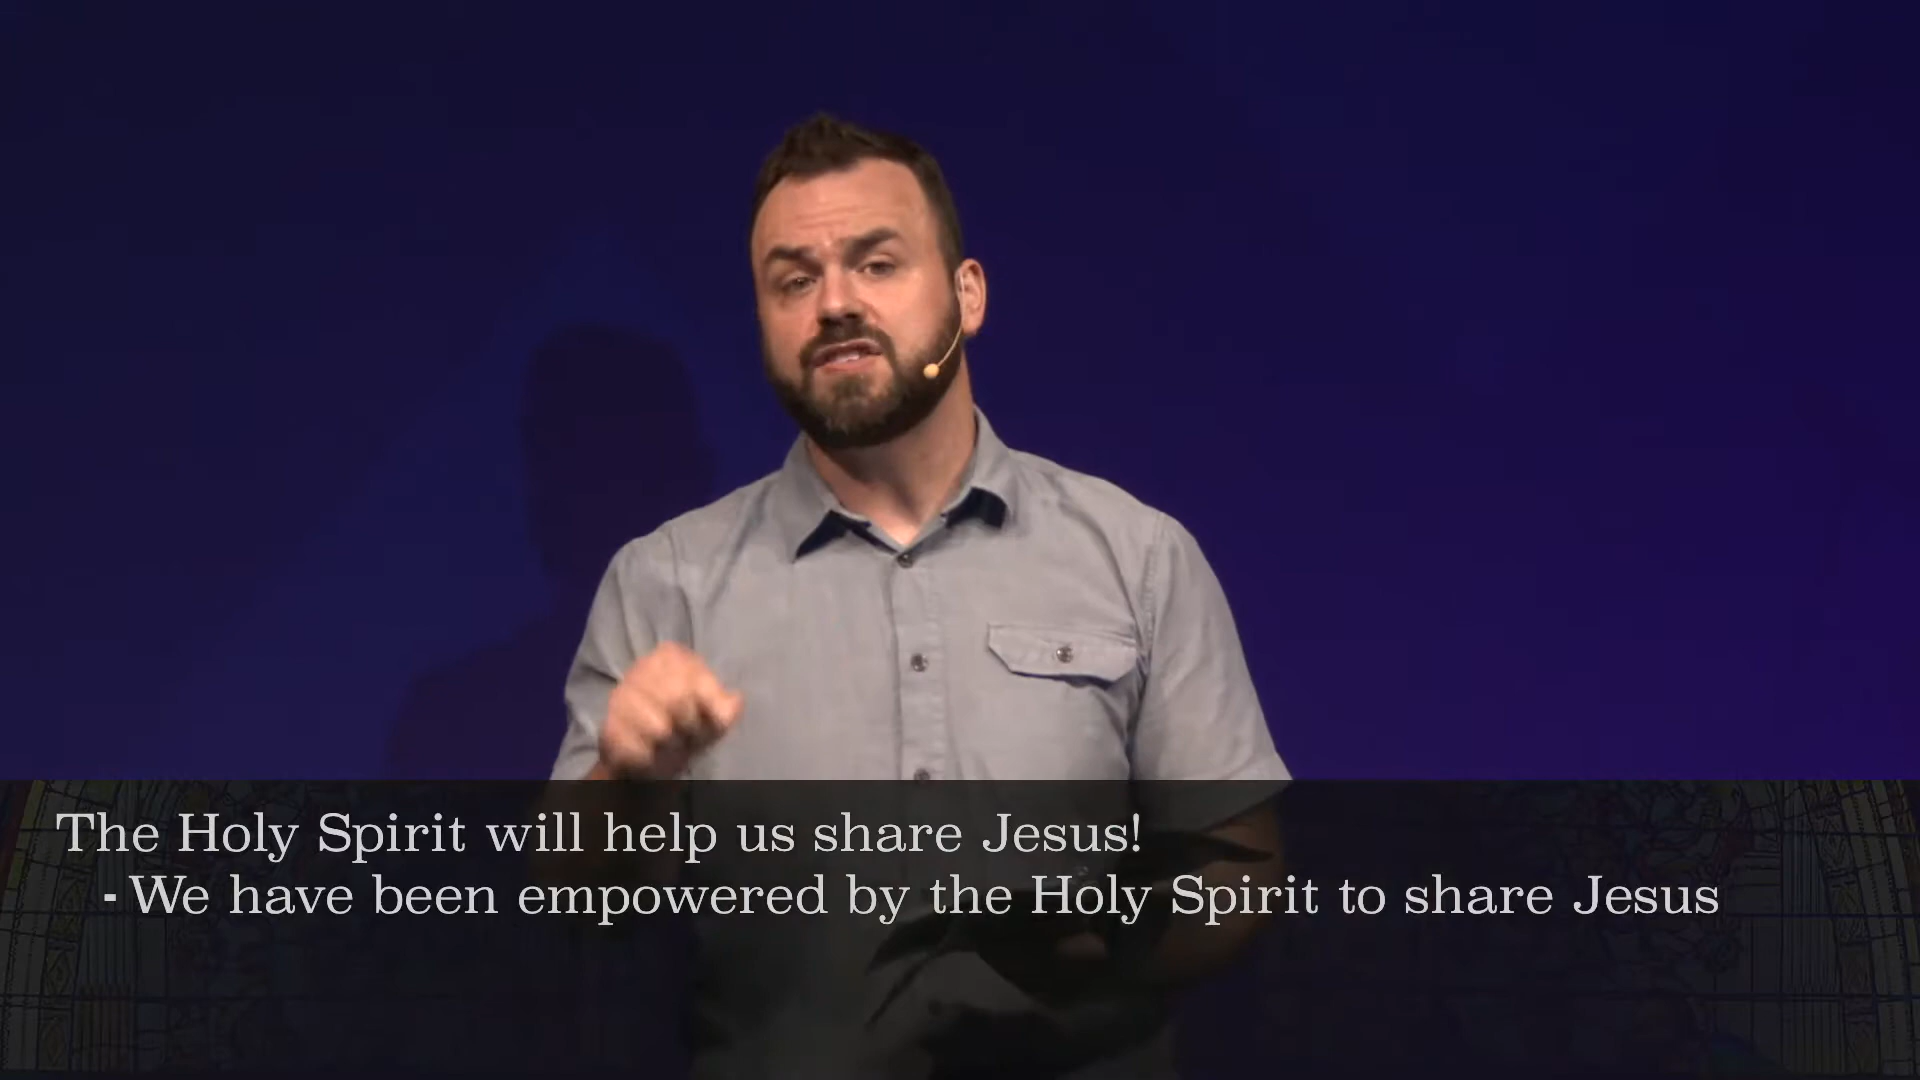 The Holy Spirit will help us share Jesus!
- We have been empowered by the Holy Spirit to share Jesus